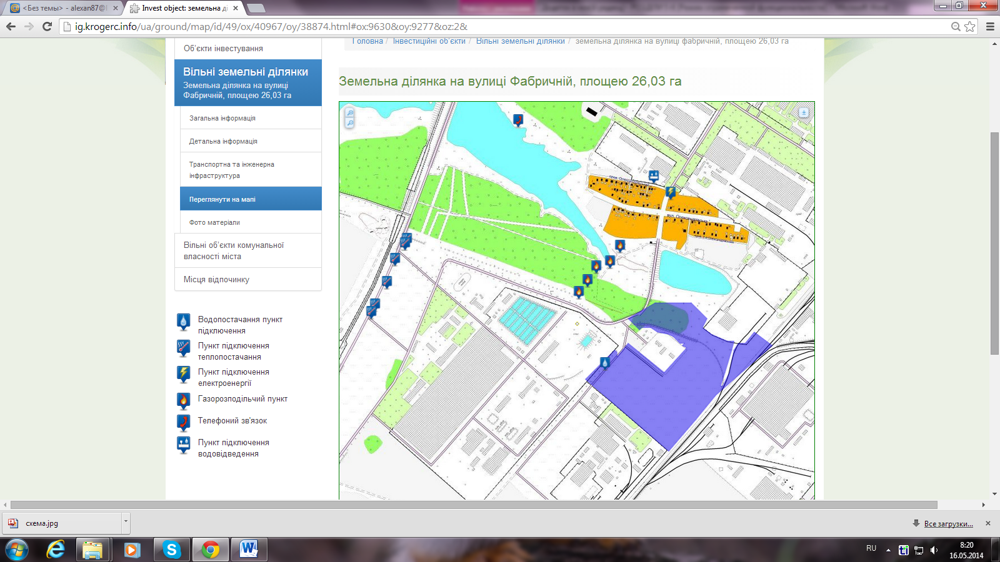 <Без темы> - alexan87@
Invest object: земельна ді
ig.krogerc.info/ua/ground/map/id/49/ox/40967/oy/38874.html#ox:9630&oy:9277&oz:2&
Об'єкти інвестування
Вільні земельні ділянки
Земельна ділянка на вулиці
Фабричній, площею 26,03 га
Загальна інформація
Детальна інформація
Транспортна та інженерна
інфраструктура
Переглянути на мапі
Фото матеріали
Вільні об'єкти комунальної
власності міста
Місця відпочинку
Водопостачання пункт
підключення
Пункт підключення
теплопостачання
Пункт підключення
електроенергії
Газорозподільчий пункт
Телефоний зв'язок
Пункт підключення
водовідведення
Головна / Інвестиційні об'єкти / Вільні земельні ділянки / земельна ділянка на вулиці фабричній, площею 26,03 га
Земельна ділянка на вулиці Фабричній, площею 26,03 га
схема.jpg
Все загрузки...
RU
8:20
16.05.2014